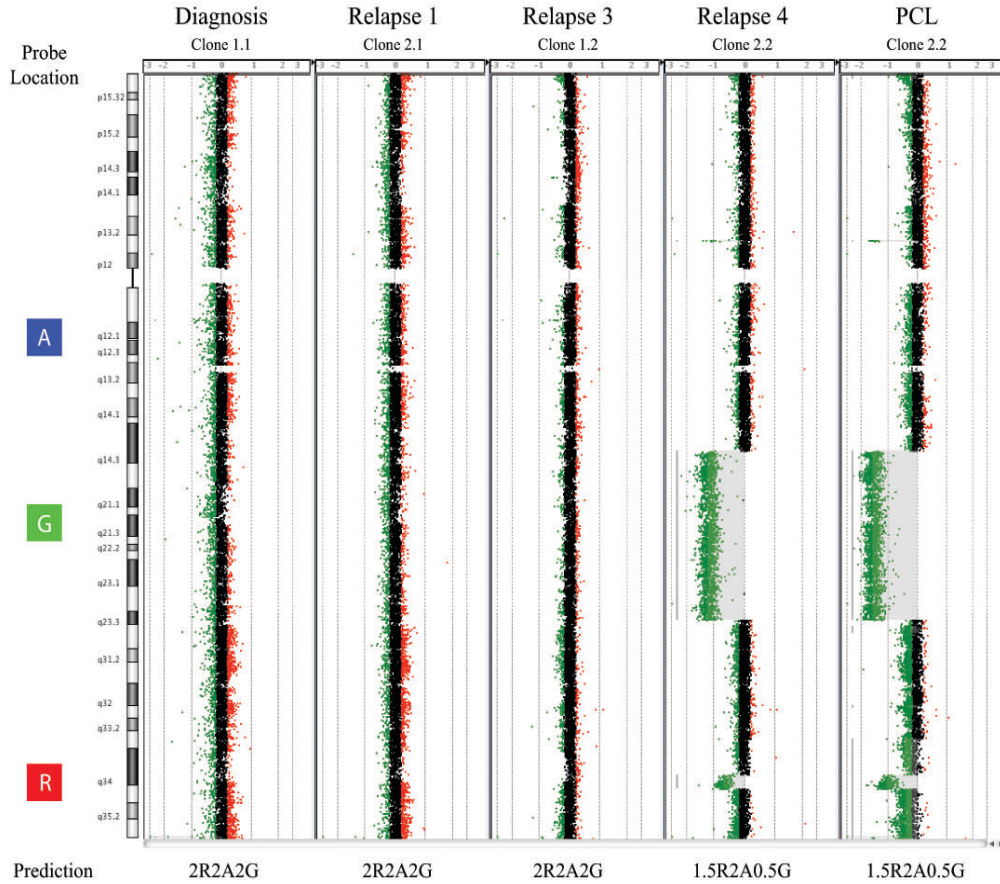 Diagnosis Relapse 1 Relapse 3 Relapse 4 PCL
Probe Location
Clone 1.1 Clone 2.1 Clone 1.2 Clone 2.2 Clone 2.2
-3 -2 -1 0 1 2 3 -3 -2 -1 0 1 2 3 -3 -2 -1 0 1 2 3 -3 -2 -1 0 1 2 3 -3 -2 -1 0 1 2 3
p15.32
p15.2
p14.3
p14.1
p13.2
p12
A
q12.1
q12.3
q13.2
q14.1
q14.3
q21.1
G
q21.3
q22.2
q23.1
q23.3
q31.2
q32
q33.2
R
q34
q35.2
Prediction 2R2A2G 2R2A2G 2R2A2G 1.5R2A0.5G 1.5R2A0.5G